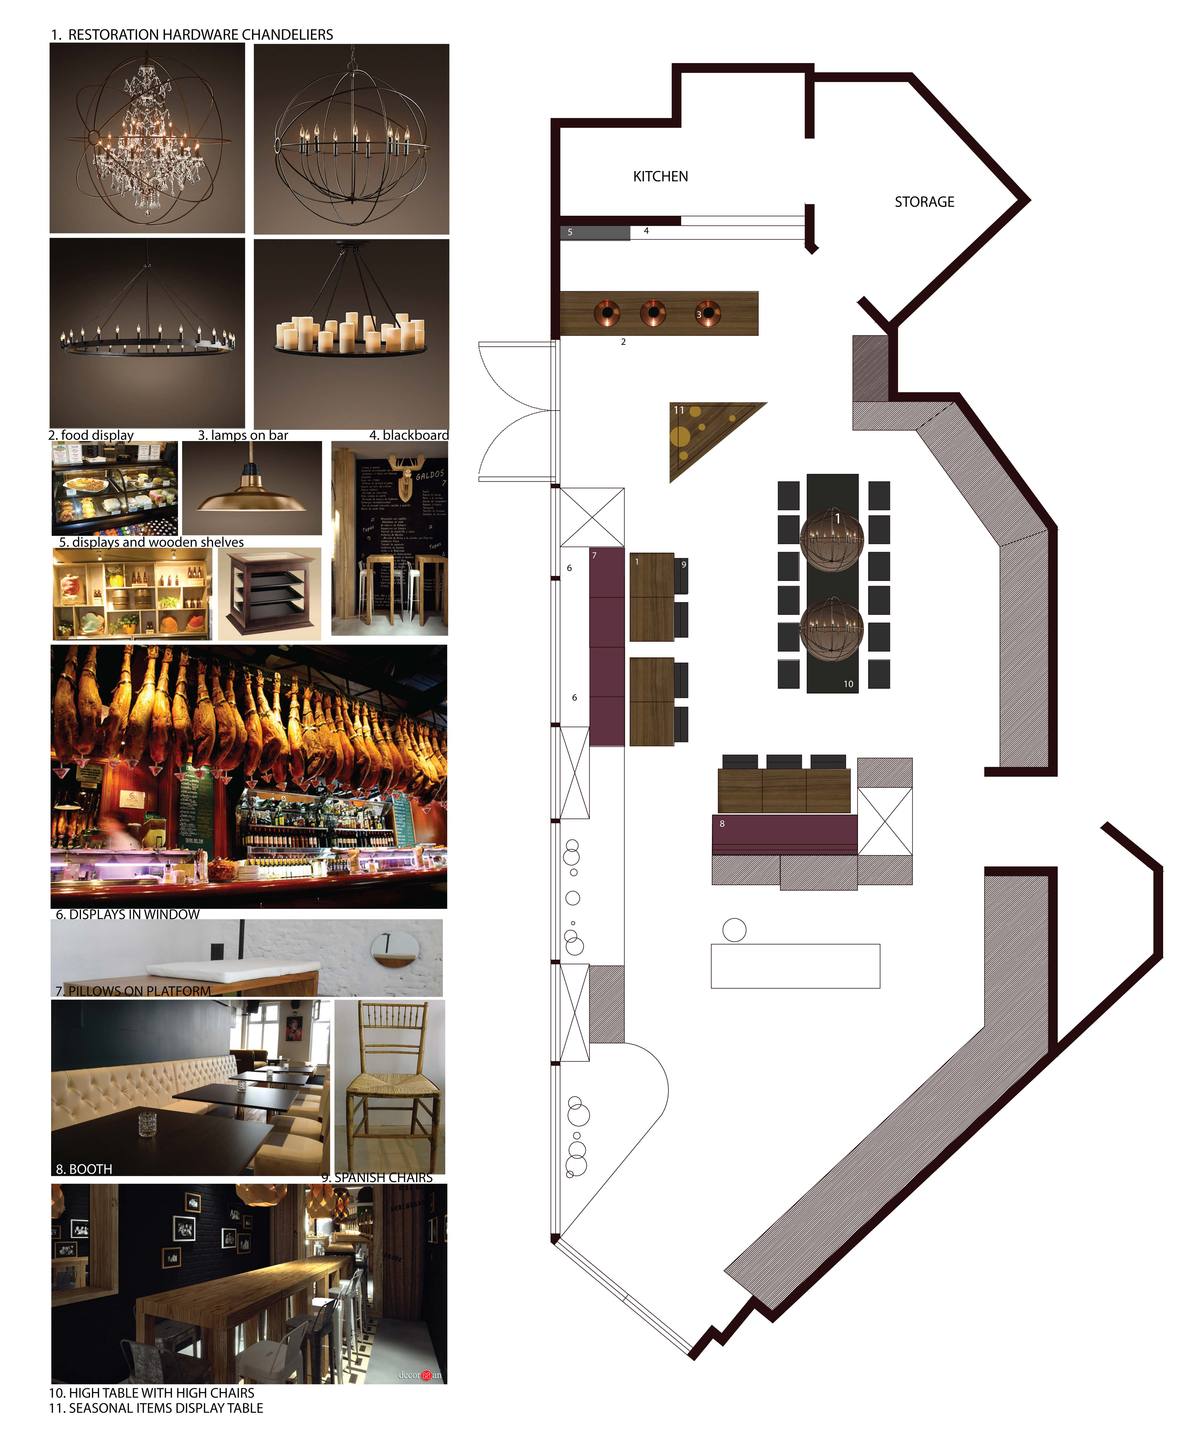 1. RESTORATION HARDWARE CHANDELIERS
2. food display
3. lamps on bar
4. blackboard
GALDOS
5. displays and wooden shelves
6. DISPLAYS IN WINDOW
7. PILLOWS ON PLATFORM
8. BOOTH
9. SPANISH CHAIRS
10. HIGH TABLE WITH HIGH CHAIRS
11. SEASONAL ITEMS DISPLAY TABLE
KITCHEN
STORAGE
5
4
3
2
11
1
7
6
1
9
6
10
8